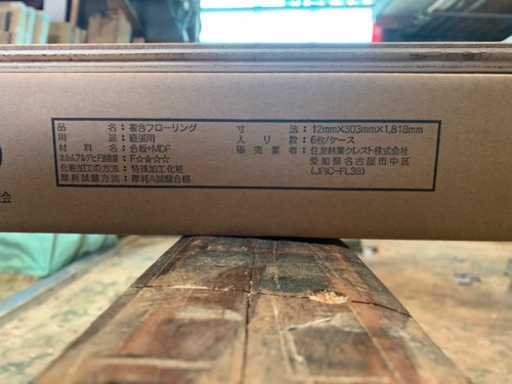 品名：複合フローリング
用途：直張用
材料名：合板+MDF
ホルムアルデヒド放散量：F☆☆☆☆
化粧加工の方法：特殊加工化粧
摩耗試験方法：摩耗A試験合格
寸法：12mm×303mm×1,818mm
入り数：6枚/ケース
販売業者：住友林業クレスト株式会社
愛知県名古屋市中区
(JPIC-FL38)
会